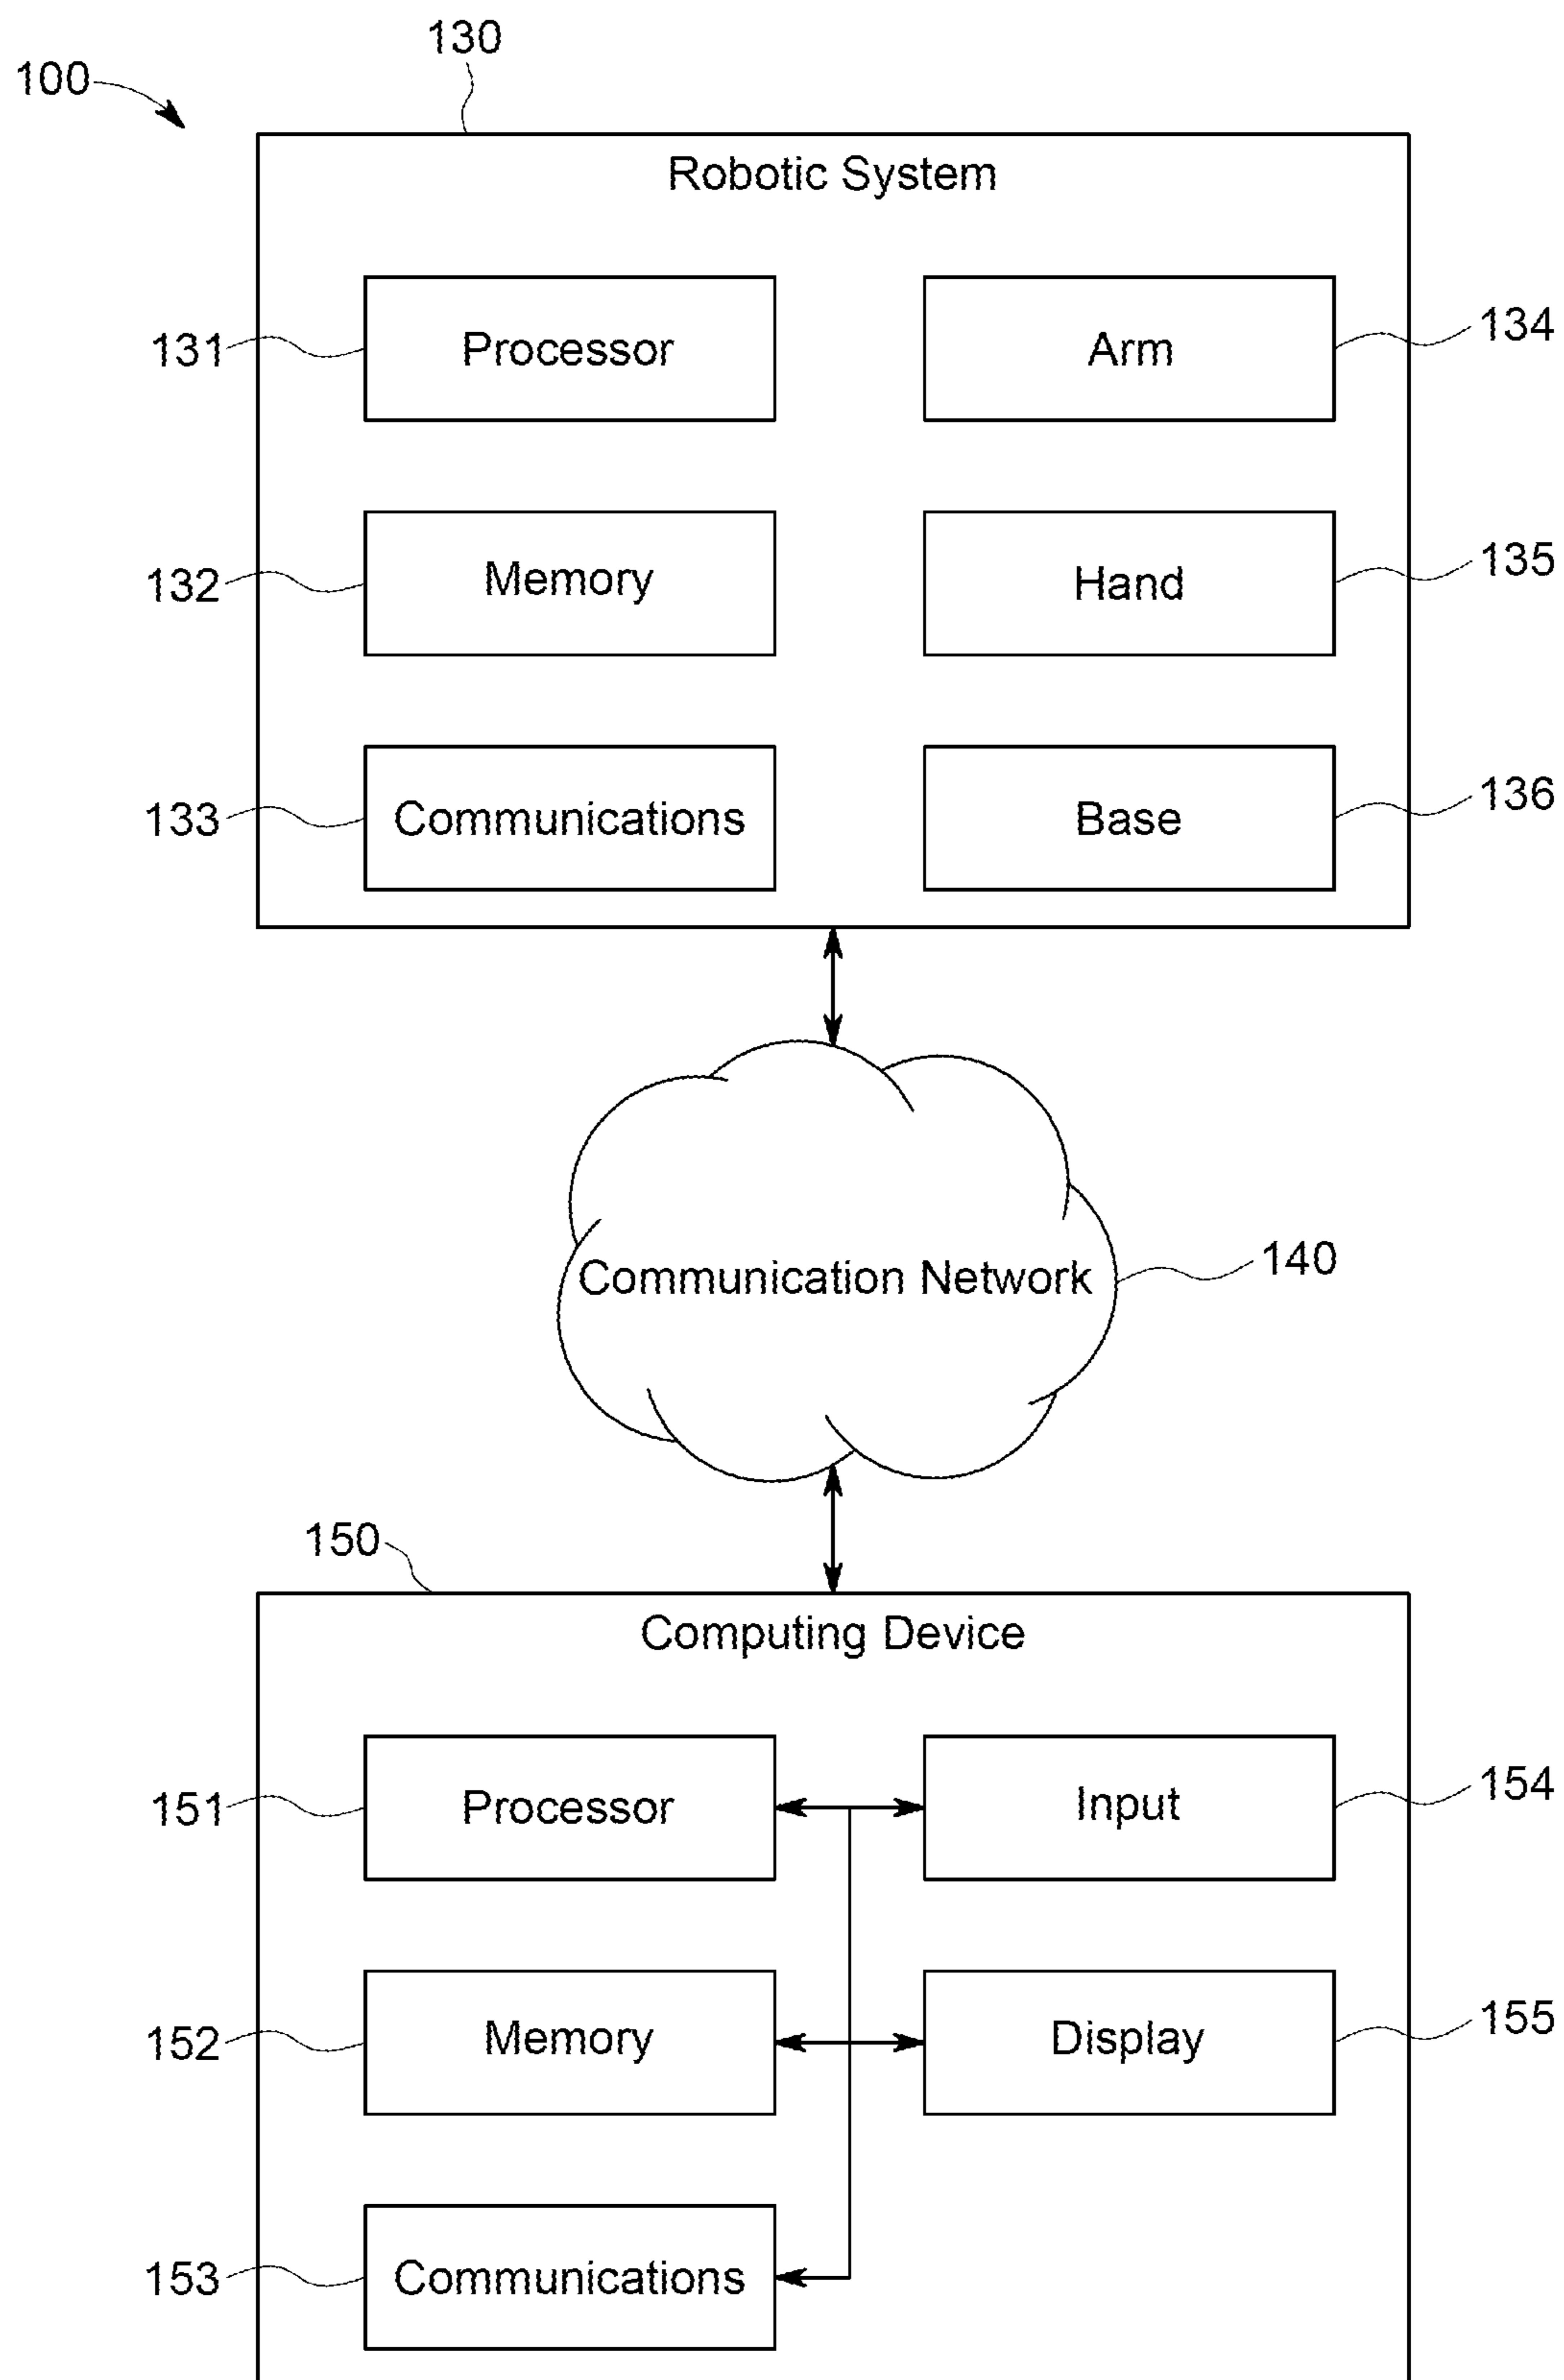 130
100
Robotic System
131 Processor Arm 134
132 Memory Hand 135
133 Communications Base 136
Communication Network 140
150
Computing Device
151 Processor Input 154
152 Memory Display 155
153 Communications